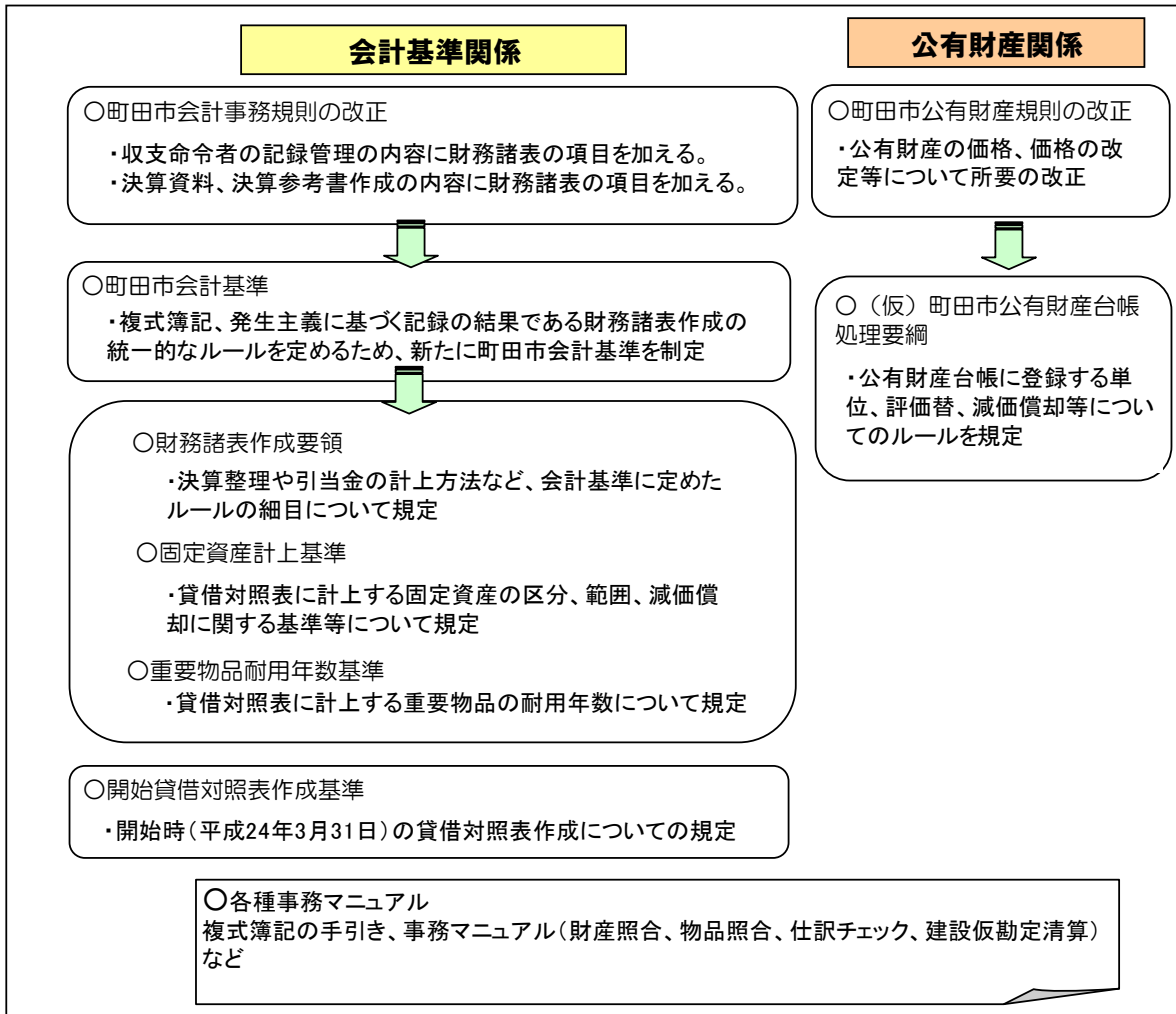 会計基準関係
○町田市会計事務規則の改正
・収支命令者の記録管理の内容に財務諸表の項目を加える。
・決算資料、決算参考書作成の内容に財務諸表の項目を加える。
○町田市会計基準
・複式簿記、発生主義に基づく記録の結果である財務諸表作成の
統一的なルールを定めるため、新たに町田市会計基準を制定
○財務諸表作成要領
・決算整理や引当金の計上方法など、会計基準に定めた
ルールの細目について規定
○固定資産計上基準
・貸借対照表に計上する固定資産の区分、範囲、減価償
却に関する基準等について規定
○重要物品耐用年数基準
・貸借対照表に計上する重要物品の耐用年数について規定
○開始貸借対照表作成基準
・開始時（平成24年3月31日）の貸借対照表作成についての規定
公有財産関係
○町田市公有財産規則の改正
・公有財産の価格、価格の改
定等について所要の改正
○（仮）町田市公有財産台帳
処理要綱
・公有財産台帳に登録する単
位、評価替、減価償却等につい
てのルールを規定
○各種事務マニュアル
複式簿記の手引き、事務マニュアル（財産照合、物品照合、仕訳チェック、建設仮勘定清算）
など